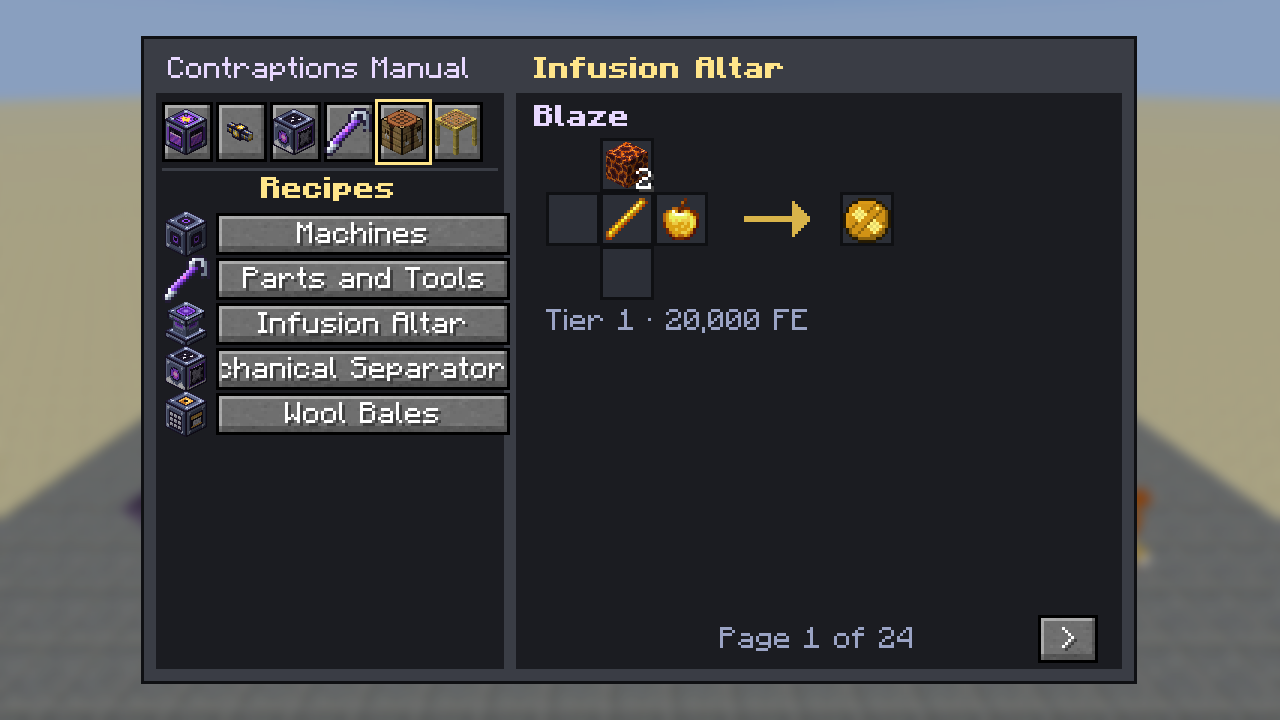 Contraptions Manual
Recipes
Machines
Parts and Tools
Infusion Altar
chanical Separator
Wool Bales
Infusion Altar
Blaze
2
Tier 1 · 20,000 FE
Page 1 of 24
>